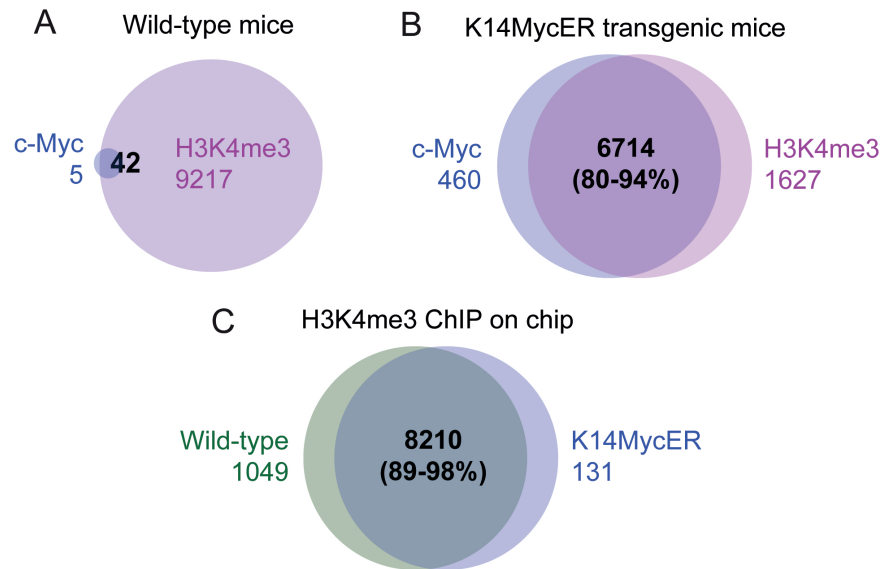 A
Wild-type mice
c-Myc
5
42
H3K4me3
9217
B
K14MycER transgenic mice
c-Myc
460
6714
(80-94%)
H3K4me3
1627
C
H3K4me3 ChIP on chip
Wild-type
1049
8210
(89-98%)
K14MycER
131